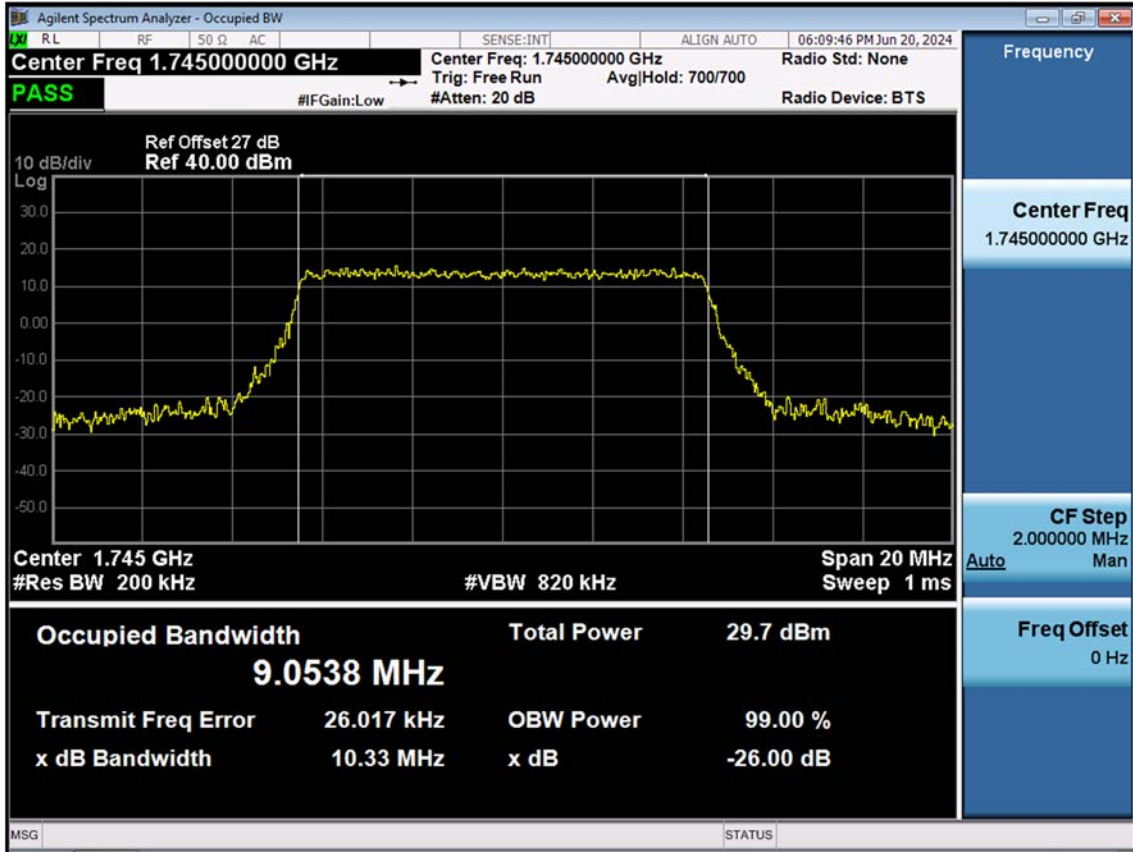 Agilent Spectrum Analyzer - Occupied BW
LXI RL RF 50 Ω AC SENSE:INT ALIGN AUTO 06:09:46 PM Jun 20, 2024
Center Freq 1.745000000 GHz Center Freq: 1.745000000 GHz Radio Std: None
Trig: Free Run Avg|Hold: 700/700
PASS #IFGain:Low #Atten: 20 dB Radio Device: BTS
Ref Offset 27 dB
10 dB/div Ref 40.00 dBm
Log
30.0
20.0
10.0
0.00
-10.0
-20.0
-30.0
-40.0
-50.0
Center 1.745 GHz Span 20 MHz
#Res BW 200 kHz #VBW 820 kHz Sweep 1 ms
Occupied Bandwidth Total Power 29.7 dBm
9.0538 MHz
Transmit Freq Error 26.017 kHz OBW Power 99.00 %
x dB Bandwidth 10.33 MHz x dB -26.00 dB
MSG STATUS
Frequency
Center Freq
1.745000000 GHz
CF Step
2.000000 MHz
Auto Man
Freq Offset
0 Hz